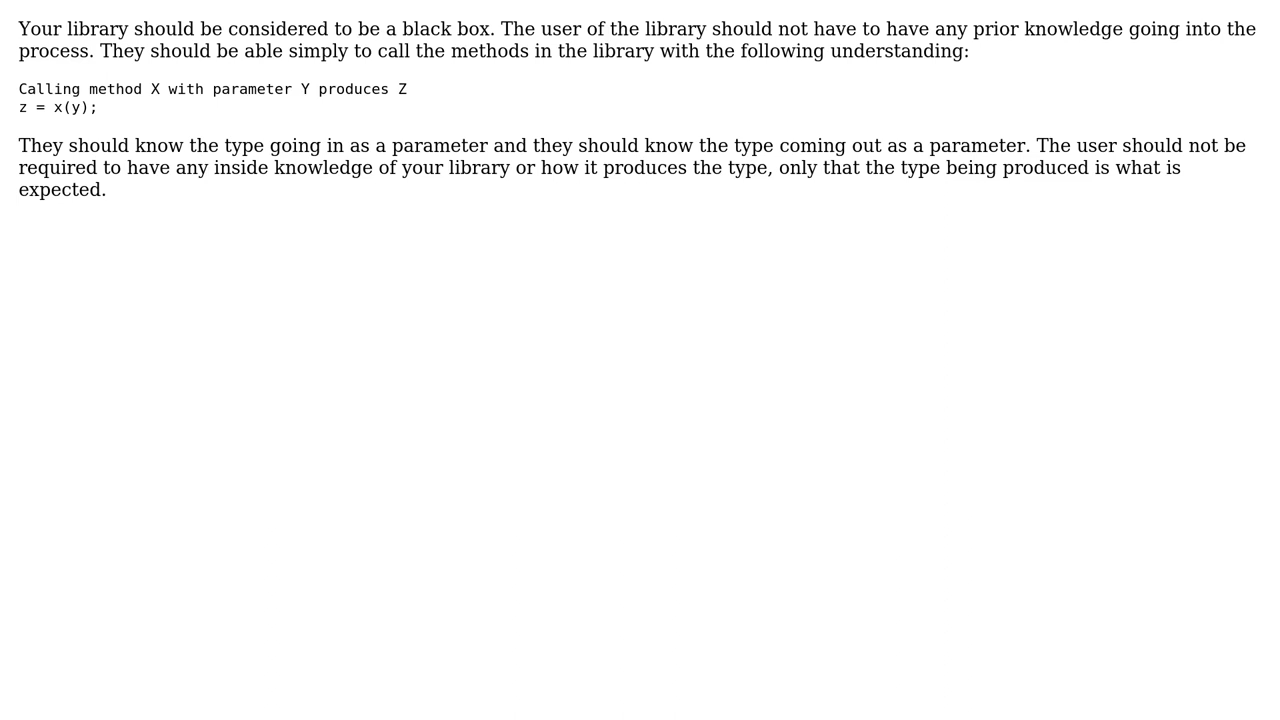 Your library should be considered to be a black box. The user of the library should not have to have any prior knowledge going into the
process. They should be able simply to call the methods in the library with the following understanding:
Calling method X with parameter Y produces Z
z = x(y);
They should know the type going in as a parameter and they should know the type coming out as a parameter. The user should not be
required to have any inside knowledge of your library or how it produces the type, only that the type being produced is what is
expected.